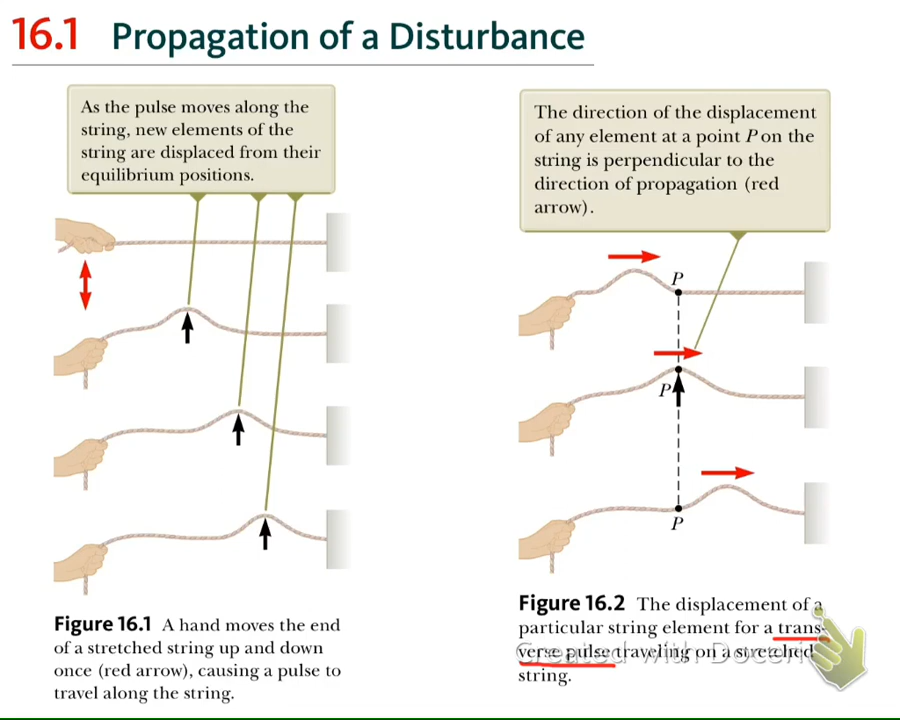 16.1 Propagation of a Disturbance
As the pulse moves along the
string, new elements of the
string are displaced from their
equilibrium positions.
Figure 16.1 A hand moves the end
of a stretched string up and down
once (red arrow), causing a pulse to
travel along the string.
The direction of the displacement
of any element at a point P on the
string is perpendicular to the
direction of propagation (red
arrow).
P
P
P
Figure 16.2 The displacement of a
particular string element for a trans-
verse pulse traveling on a stretched
string.
Created with